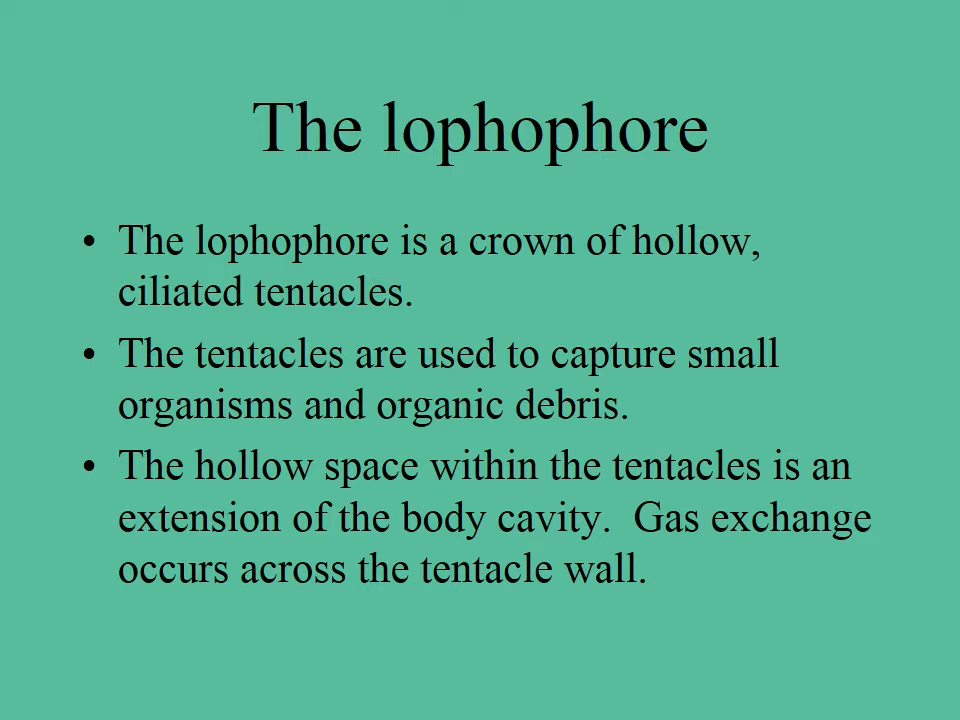 The lophophore
• The lophophore is a crown of hollow,
ciliated tentacles.
• The tentacles are used to capture small
organisms and organic debris.
• The hollow space within the tentacles is an
extension of the body cavity.  Gas exchange
occurs across the tentacle wall.